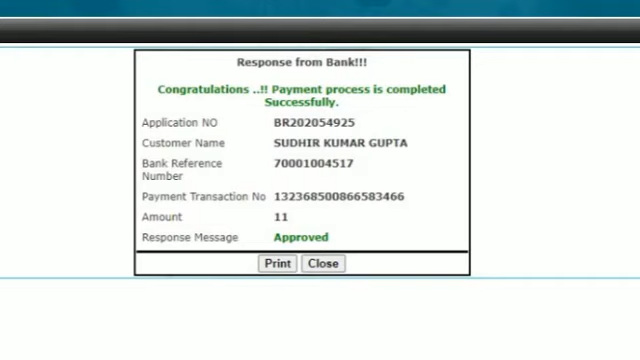 Response from Bank!!!
Congratulations ..!! Payment process is completed
Successfully.
Application NO BR202054925
Customer Name SUDHIR KUMAR GUPTA
Bank Reference Number 70001004517
Payment Transaction No 132368500866583466
Amount 11
Response Message Approved
Print Close